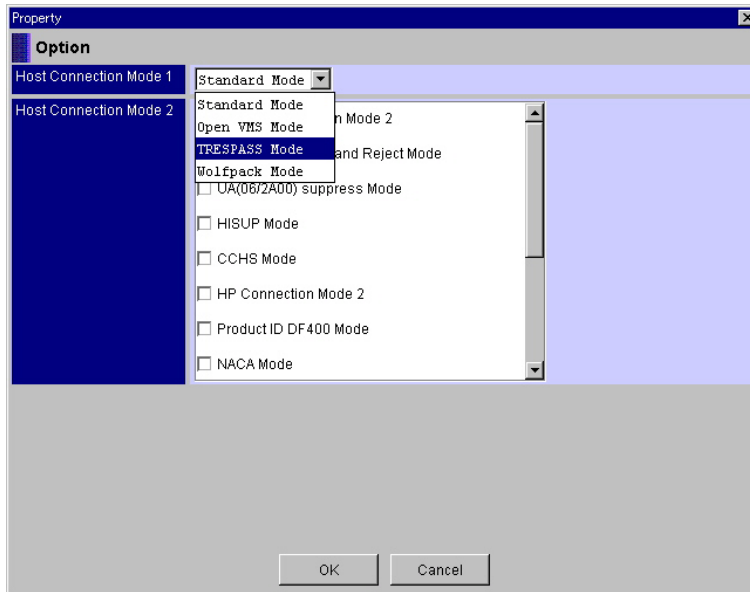 Property
Option
Host Connection Mode 1
Standard Mode
Standard Mode
Open VMS Mode
TRESPASS Mode
Wolfpack Mode
Host Connection Mode 2
n Mode 2
and Reject Mode
UA(06/2A00) suppress Mode
HISUP Mode
CCHS Mode
HP Connection Mode 2
Product ID DF400 Mode
NACA Mode
OK
Cancel